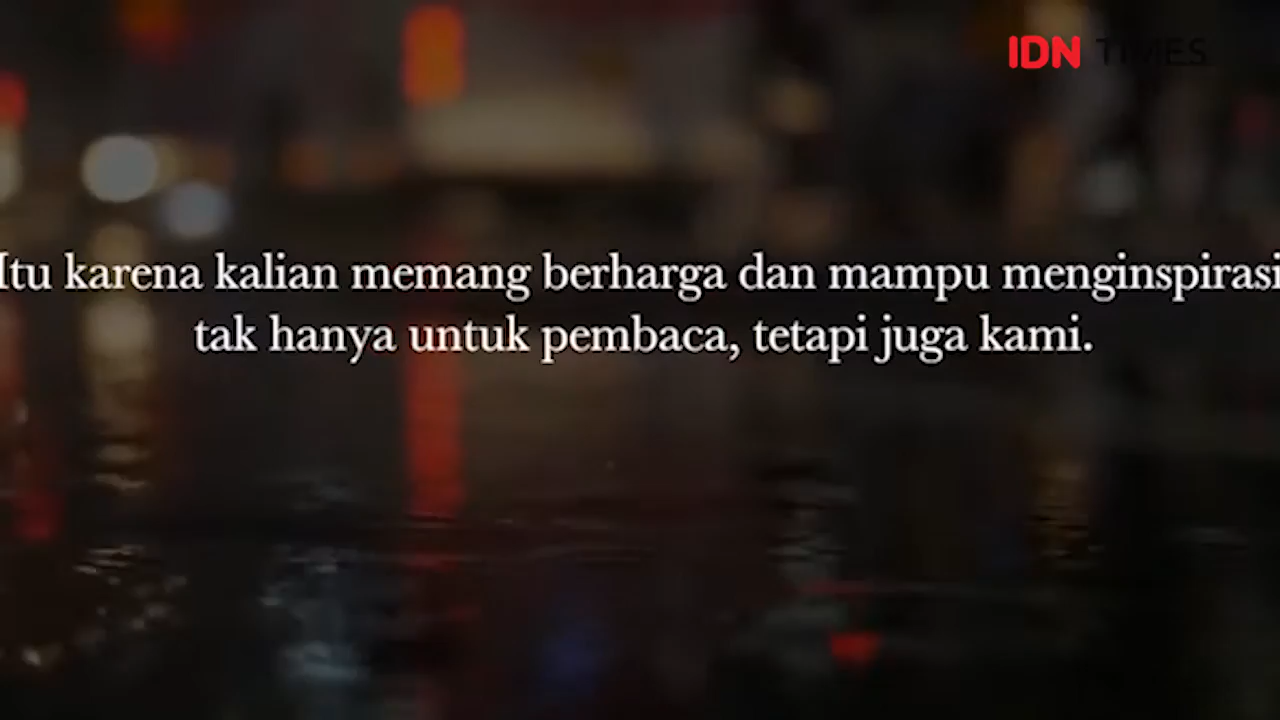 IDN TIMES
Itu karena kalian memang berharga dan mampu menginspirasi
tak hanya untuk pembaca, tetapi juga kami.